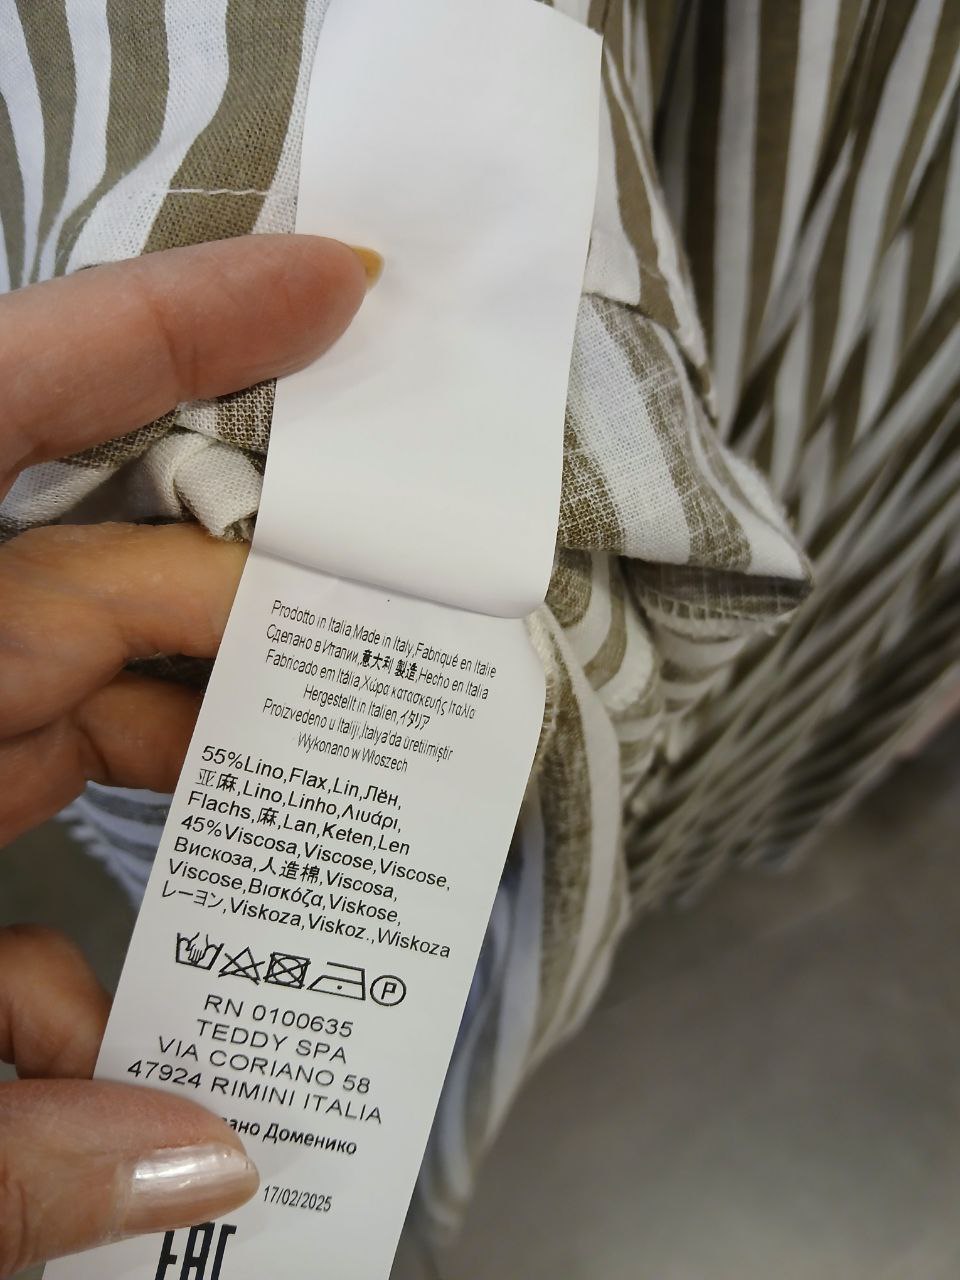 Prodotto in Italia,Made in Italy,Fabriqué en Italie
Сделано в Италии,意大利 製造,Hecho en Italia
Fabricado em Itália,Χώρα κατασκευής Ιταλία
Hergestellt in Italien,イタリア
Proizvedeno u Italiji,Italya'da üretilmiştir
Wykonano w Włoszech
55%Lino,Flax,Lin,Лён,
亚麻,Lino,Linho,Λινάρι,
Flachs,麻,Lan,Keten,Len
45%Viscosa,Viscose,Viscose,
Вискоза,人造棉,Viscosa,
Viscose,Βισκόζα,Viskose,
レーヨン,Viskoza,Viskoz.,Wiskoza
P
RN 0100635
TEDDY SPA
VIA CORIANO 58
47924 RIMINI ITALIA
Доменико
17/02/2025
EAC